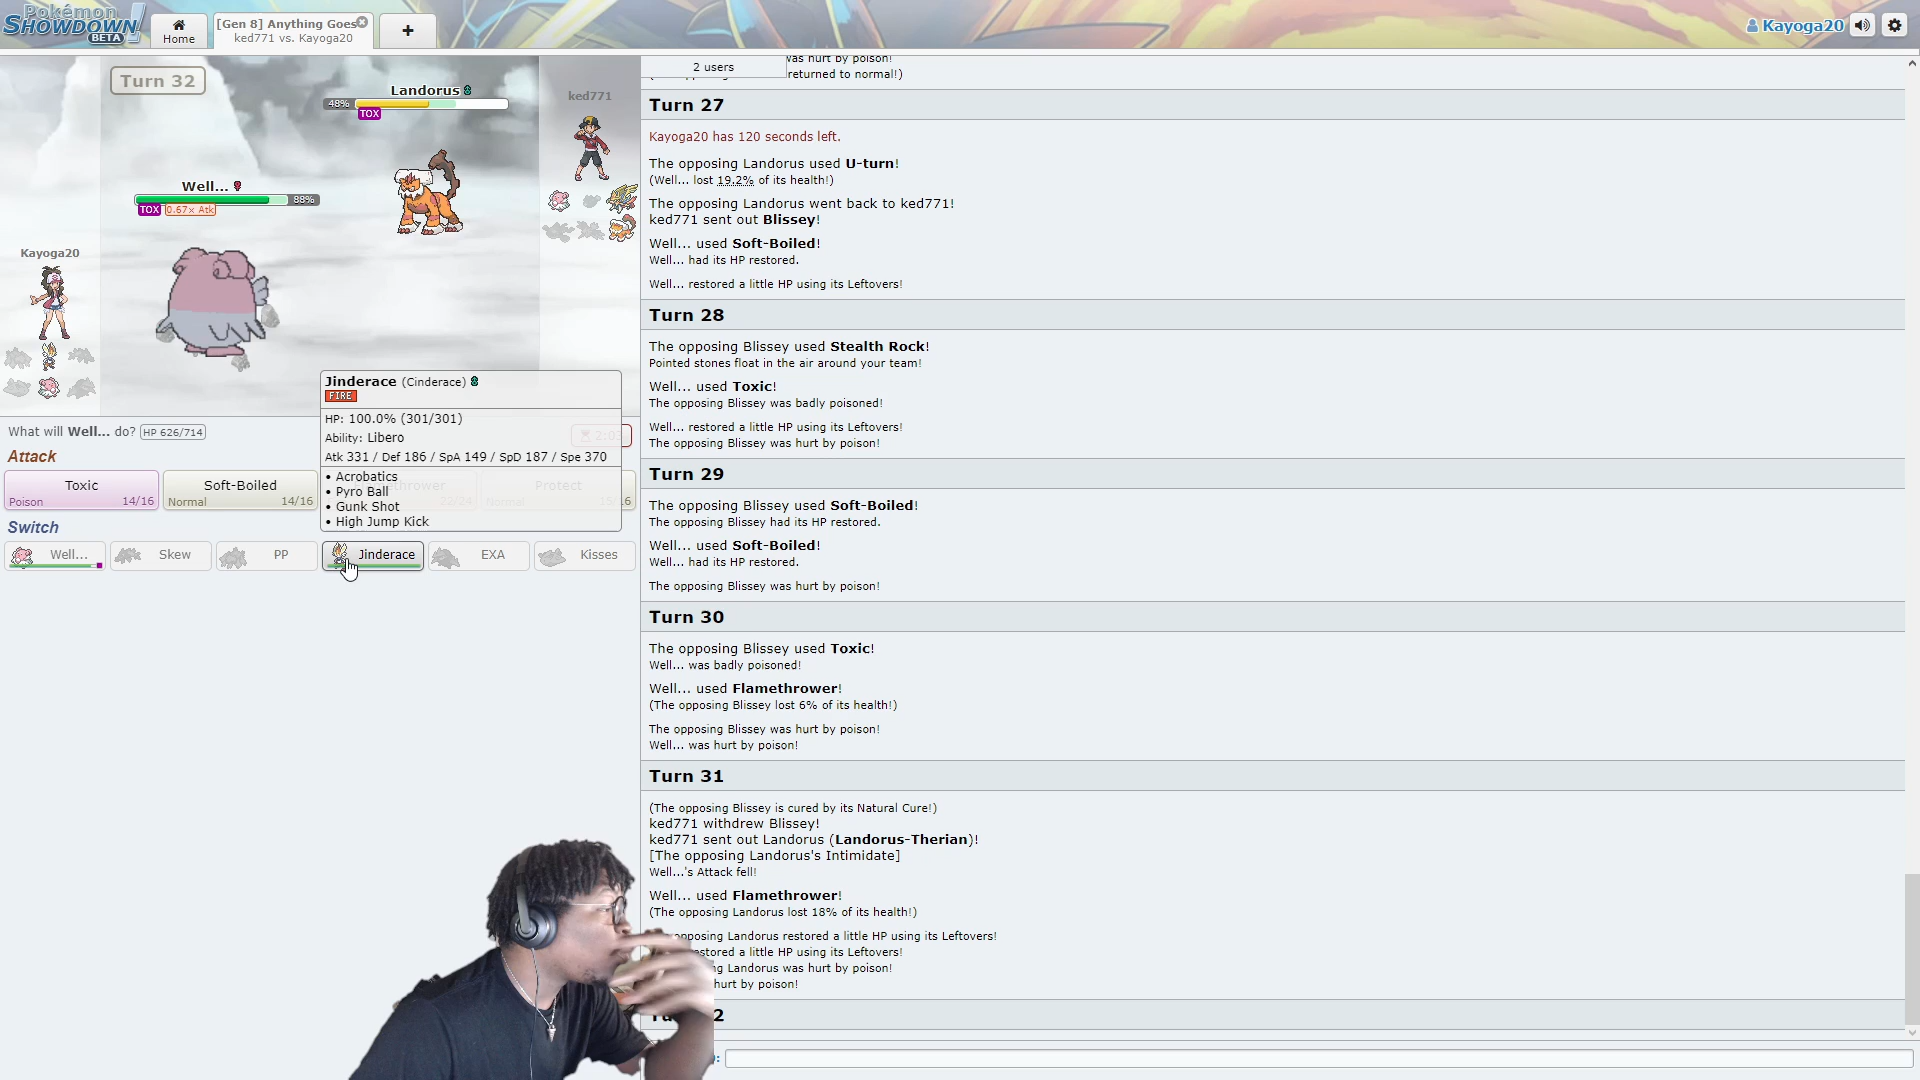 Pokémon
SHOWDOWN
BETA
Home
[Gen 8] Anything Goes
ked771 vs. Kayoga20
+
Kayoga20
Turn 32
Landorus
48%
TOX
ked771
Well...
88%
TOX 0.67× Atk
Kayoga20
Jinderace (Cinderace)
FIRE
HP: 100.0% (301/301)
Ability: Libero
Atk 331 / Def 186 / SpA 149 / SpD 187 / Spe 370
• Acrobatics
• Pyro Ball
• Gunk Shot
• High Jump Kick
What will Well... do? HP 626/714
Attack
Toxic
Poison 14/16
Soft-Boiled
Normal 14/16
Protect
Normal
Switch
Well...
Skew
PP
Jinderace
EXA
Kisses
2 users
was hurt by poison!
returned to normal!)
Turn 27
Kayoga20 has 120 seconds left.
The opposing Landorus used U-turn!
(Well... lost 19.2% of its health!)
The opposing Landorus went back to ked771!
ked771 sent out Blissey!
Well... used Soft-Boiled!
Well... had its HP restored.
Well... restored a little HP using its Leftovers!
Turn 28
The opposing Blissey used Stealth Rock!
Pointed stones float in the air around your team!
Well... used Toxic!
The opposing Blissey was badly poisoned!
Well... restored a little HP using its Leftovers!
The opposing Blissey was hurt by poison!
Turn 29
The opposing Blissey used Soft-Boiled!
The opposing Blissey had its HP restored.
Well... used Soft-Boiled!
Well... had its HP restored.
The opposing Blissey was hurt by poison!
Turn 30
The opposing Blissey used Toxic!
Well... was badly poisoned!
Well... used Flamethrower!
(The opposing Blissey lost 6% of its health!)
The opposing Blissey was hurt by poison!
Well... was hurt by poison!
Turn 31
(The opposing Blissey is cured by its Natural Cure!)
ked771 withdrew Blissey!
ked771 sent out Landorus (Landorus-Therian)!
[The opposing Landorus's Intimidate]
Well...'s Attack fell!
Well... used Flamethrower!
(The opposing Landorus lost 18% of its health!)
opposing Landorus restored a little HP using its Leftovers!
restored a little HP using its Leftovers!
Landorus was hurt by poison!
hurt by poison!
2
: